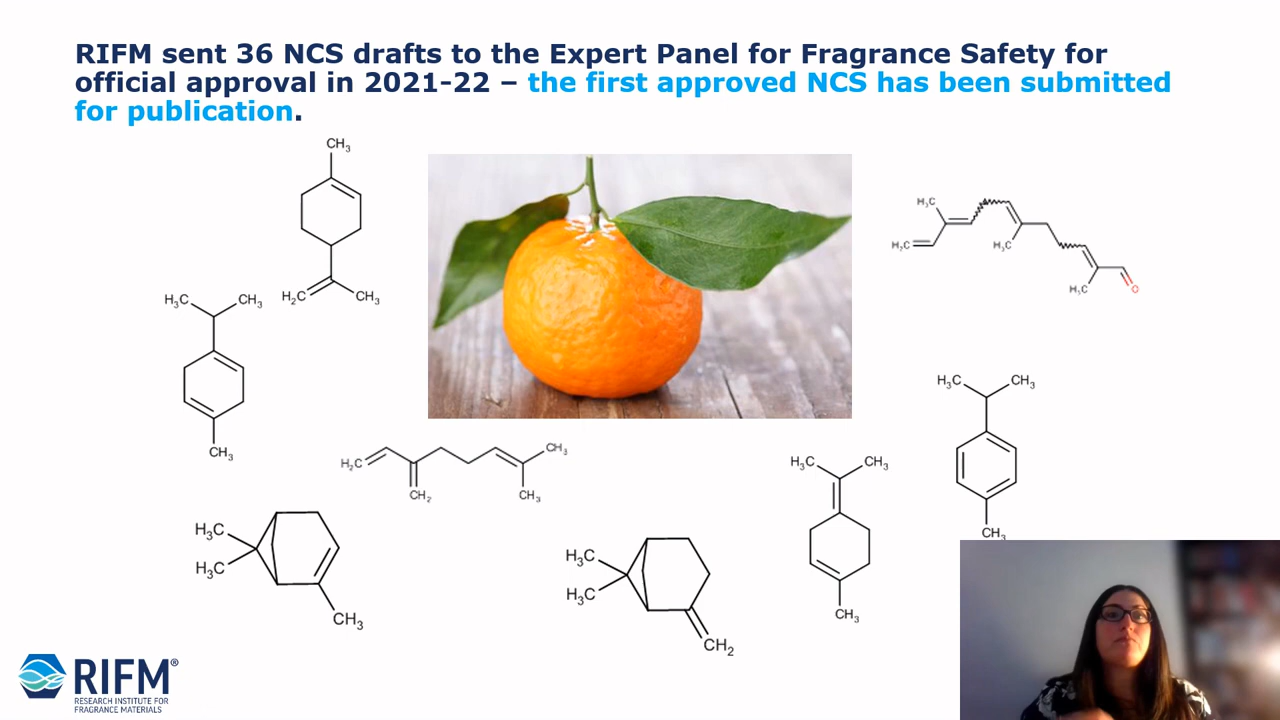 RIFM sent 36 NCS drafts to the Expert Panel for Fragrance Safety for
official approval in 2021-22 – the first approved NCS has been submitted
for publication.
CH₃
H₂C
CH₃
H₃C
CH₃
CH₃
H₃C
H₂C
H₃C
H₃C
O
H₂C
CH₂
CH₃
CH₃
H₃C
H₃C
CH₃
H₃C
H₃C
CH₂
H₃C
CH₃
CH₃
H₃C
CH₃
CH₃
RIFM®
RESEARCH INSTITUTE FOR
FRAGRANCE MATERIALS